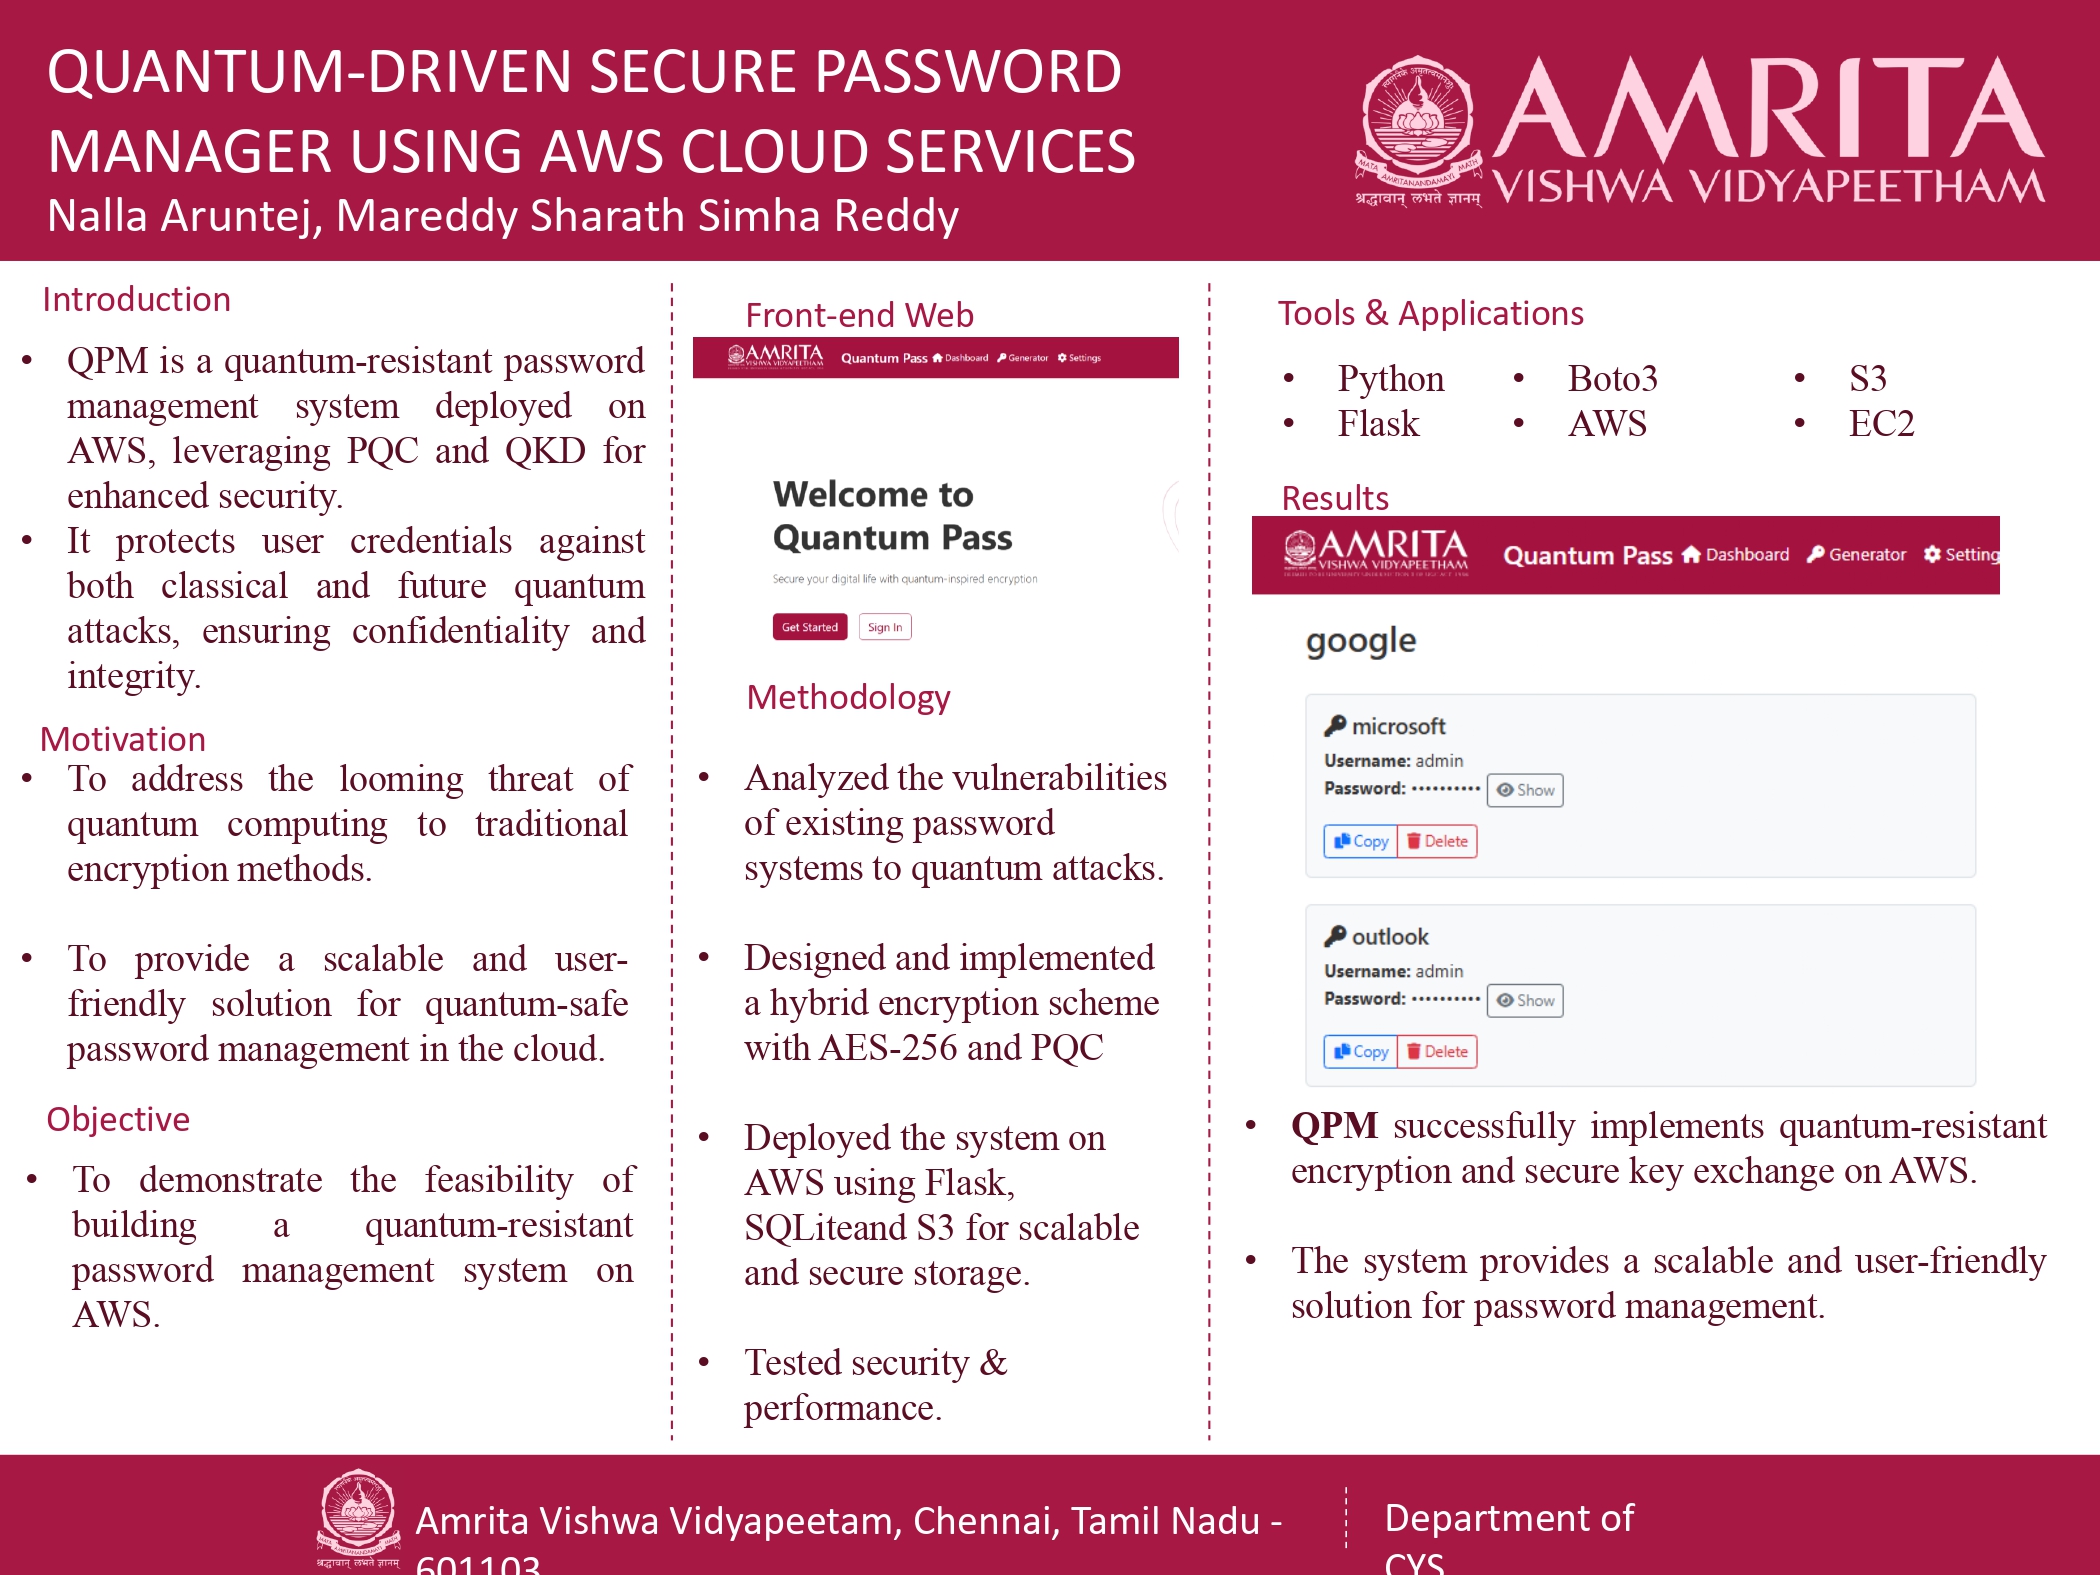 QUANTUM-DRIVEN SECURE PASSWORD
MANAGER USING AWS CLOUD SERVICES
Nalla Aruntej, Mareddy Sharath Simha Reddy
MATA AMRITANANDAMAYI MATH
श्रद्धावान् लभते ज्ञानम्
AMRITA
VISHWA VIDYAPEETHAM
Introduction
• QPM is a quantum-resistant password
management system deployed on
AWS, leveraging PQC and QKD for
enhanced security.
• It protects user credentials against
both classical and future quantum
attacks, ensuring confidentiality and
integrity.
Motivation
• To address the looming threat of
quantum computing to traditional
encryption methods.
• To provide a scalable and user-
friendly solution for quantum-safe
password management in the cloud.
Objective
• To demonstrate the feasibility of
building a quantum-resistant
password management system on
AWS.
Front-end Web
AMRITA
VISHWA VIDYAPEETHAM
Quantum Pass Dashboard Generator Settings
Welcome to
Quantum Pass
Secure your digital life with quantum-inspired encryption
Get Started Sign In
Methodology
• Analyzed the vulnerabilities
of existing password
systems to quantum attacks.
• Designed and implemented
a hybrid encryption scheme
with AES-256 and PQC
• Deployed the system on
AWS using Flask,
SQLiteand S3 for scalable
and secure storage.
• Tested security &
performance.
Tools & Applications
• Python • Boto3 • S3
• Flask • AWS • EC2
Results
AMRITA
VISHWA VIDYAPEETHAM
Quantum Pass Dashboard Generator Setting
google
microsoft
Username: admin
Password: •••••••••• Show
Copy Delete
outlook
Username: admin
Password: •••••••••• Show
Copy Delete
• QPM successfully implements quantum-resistant
encryption and secure key exchange on AWS.
• The system provides a scalable and user-friendly
solution for password management.
श्रद्धावान् लभते ज्ञानम्
Amrita Vishwa Vidyapeetam, Chennai, Tamil Nadu -
601103
Department of
CYS